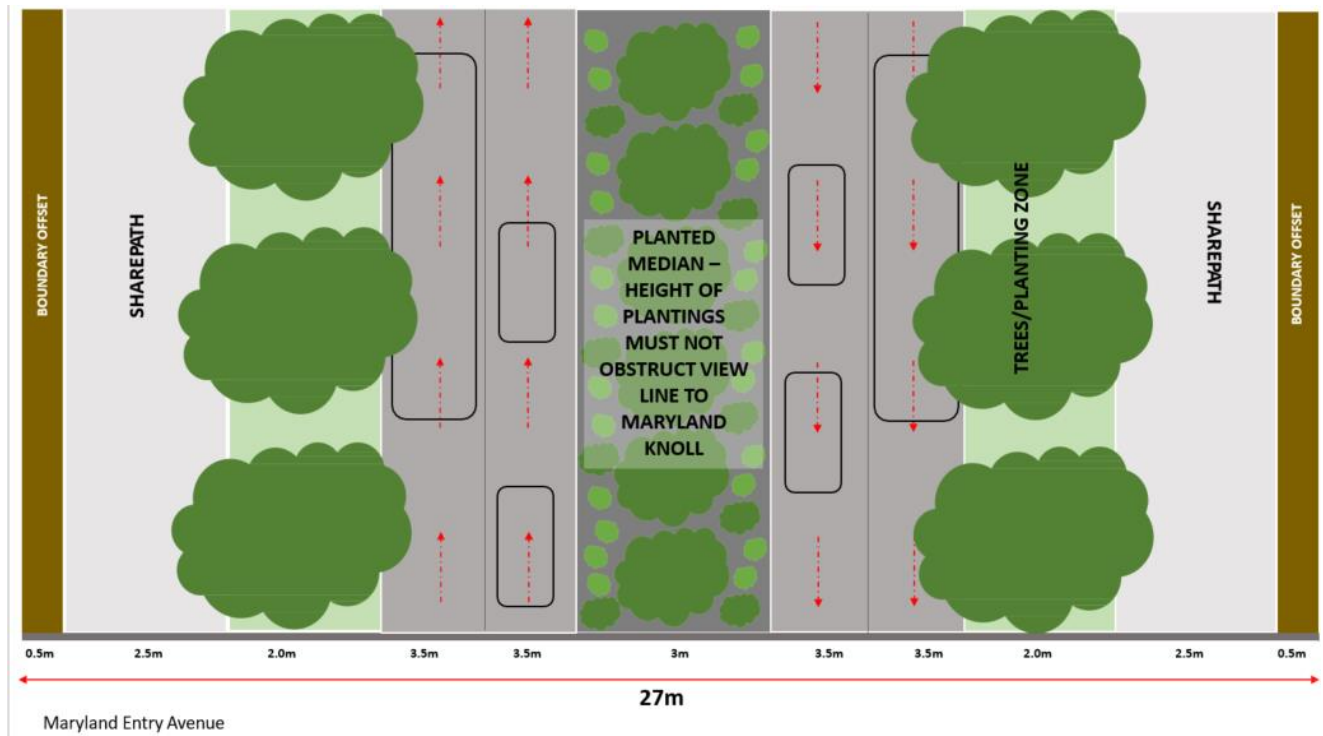 BOUNDARY OFFSET
SHAREPATH
PLANTED
MEDIAN –
HEIGHT OF
PLANTINGS
MUST NOT
OBSTRUCT VIEW
LINE TO
MARYLAND
KNOLL
TREES/PLANTING ZONE
SHAREPATH
BOUNDARY OFFSET
0.5m 2.5m 2.0m 3.5m 3.5m 3m 3.5m 3.5m 2.0m 2.5m 0.5m
27m
Maryland Entry Avenue